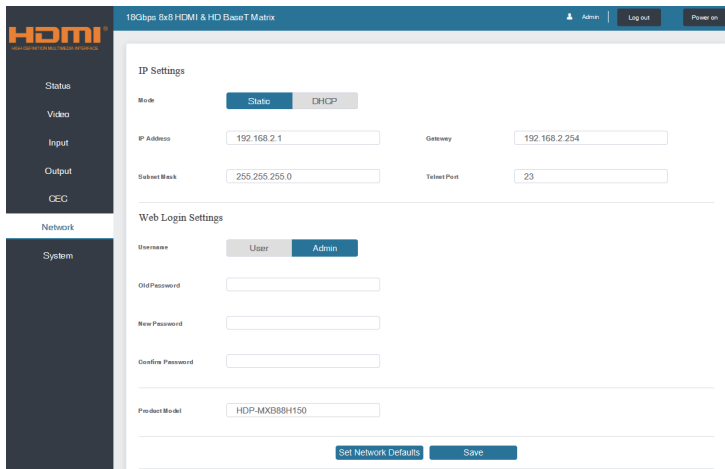 HDMI®
HIGH-DEFINITION MULTIMEDIA INTERFACE
18Gbps 8x8 HDMI & HD BaseT Matrix
Admin
Log out
Power on
Status
Video
Input
Output
CEC
Network
System
IP Settings
Mode Static DHCP
IP Address 192.168.2.1 Gateway 192.168.2.254
Subnet Mask 255.255.255.0 Telnet Port 23
Web Login Settings
Username User Admin
Old Password
New Password
Confirm Password
Product Model HDP-MXB88H150
Set Network Defaults Save